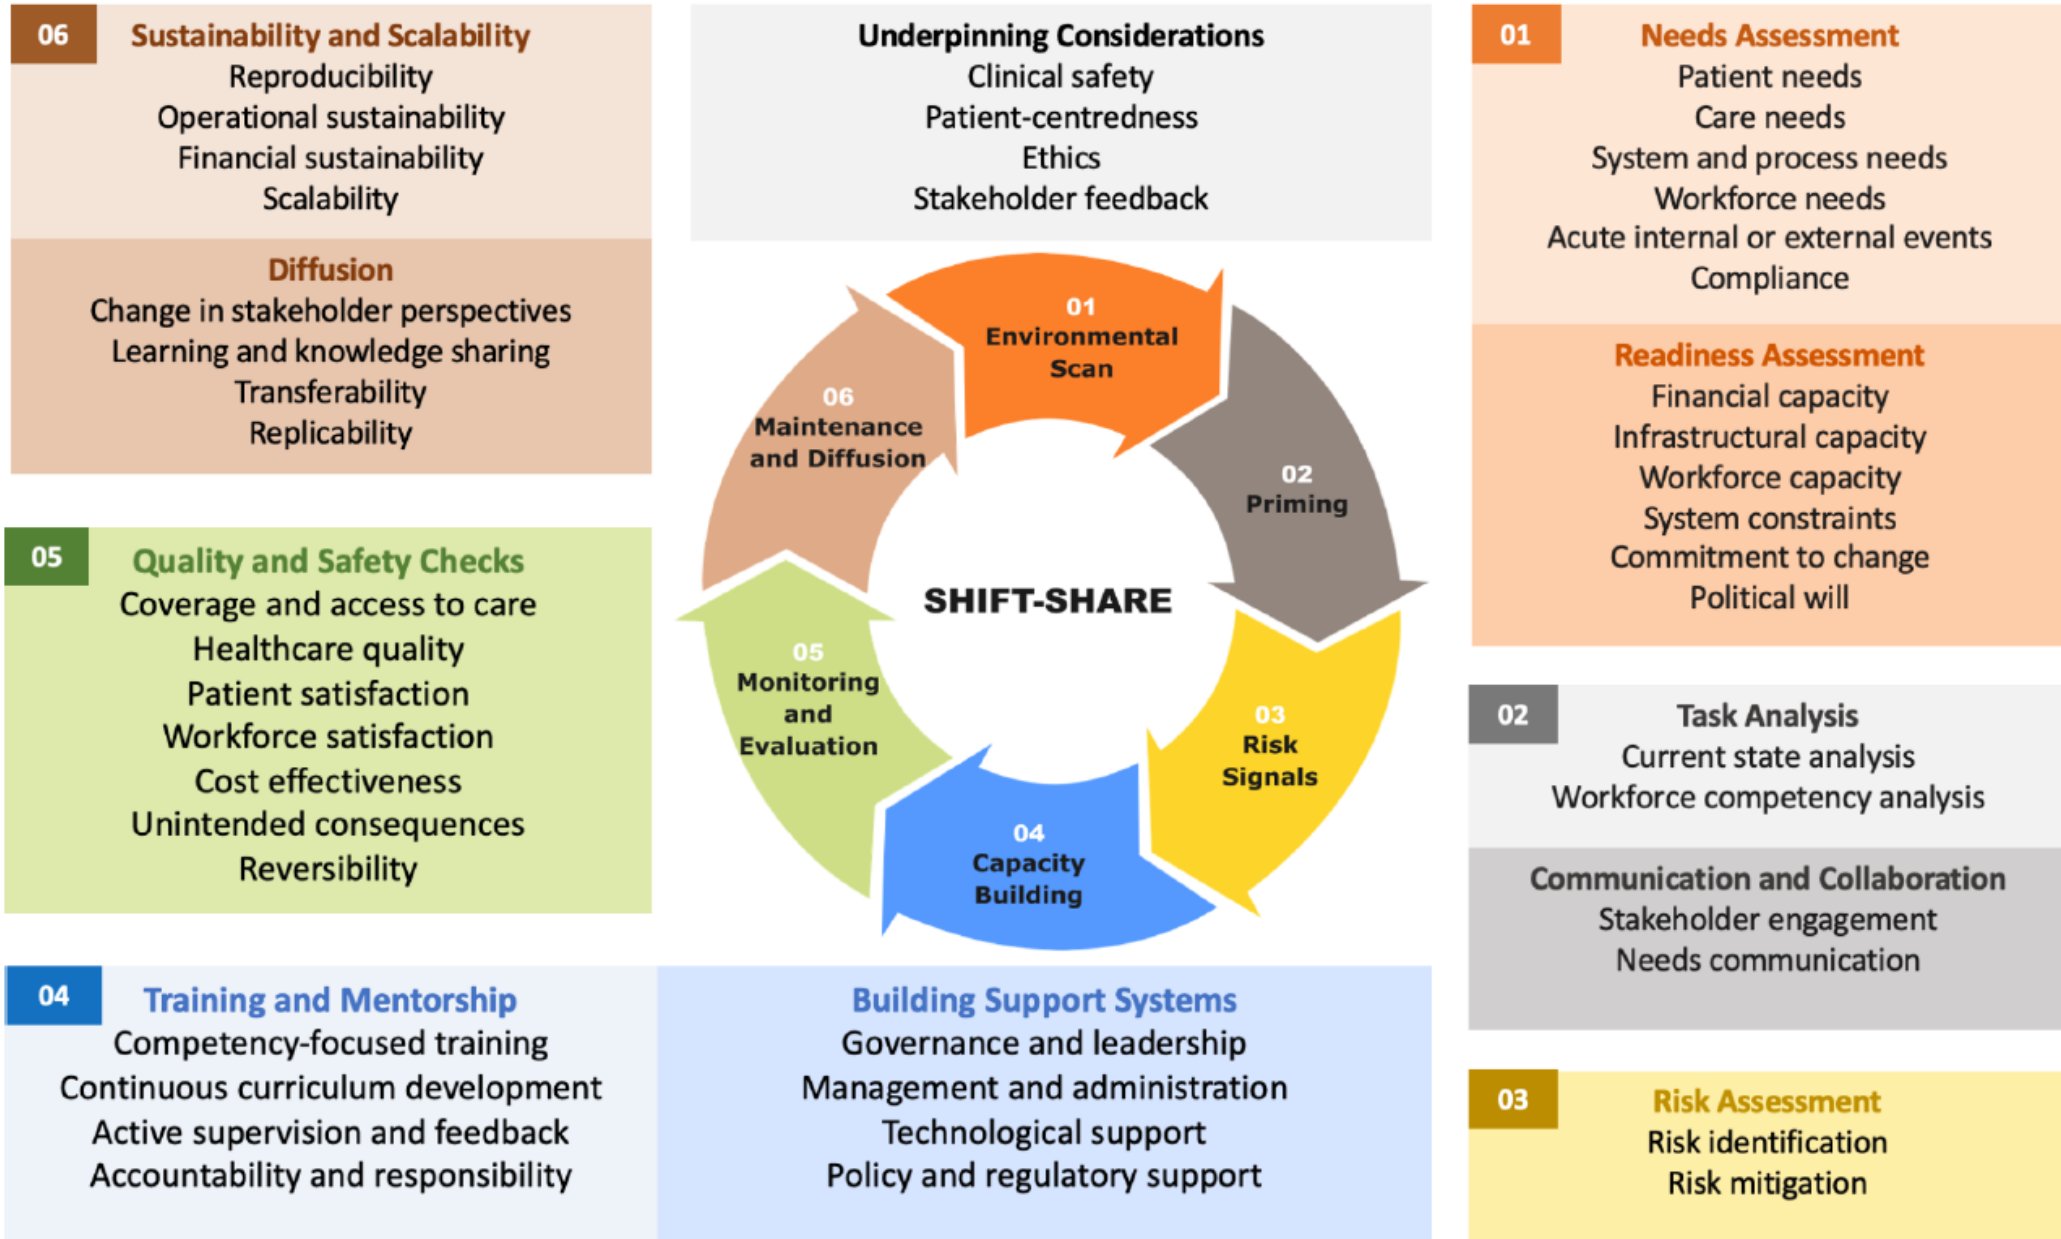 06
Sustainability and Scalability
Reproducibility
Operational sustainability
Financial sustainability
Scalability
Diffusion
Change in stakeholder perspectives
Learning and knowledge sharing
Transferability
Replicability
Underpinning Considerations
Clinical safety
Patient-centredness
Ethics
Stakeholder feedback
01
Needs Assessment
Patient needs
Care needs
System and process needs
Workforce needs
Acute internal or external events
Compliance
Readiness Assessment
Financial capacity
Infrastructural capacity
Workforce capacity
System constraints
Commitment to change
Political will
01
Environmental
Scan
02
Priming
03
Risk
Signals
04
Capacity
Building
05
Monitoring
and
Evaluation
06
Maintenance
and Diffusion
SHIFT-SHARE
05
Quality and Safety Checks
Coverage and access to care
Healthcare quality
Patient satisfaction
Workforce satisfaction
Cost effectiveness
Unintended consequences
Reversibility
02
Task Analysis
Current state analysis
Workforce competency analysis
Communication and Collaboration
Stakeholder engagement
Needs communication
04
Training and Mentorship
Competency-focused training
Continuous curriculum development
Active supervision and feedback
Accountability and responsibility
Building Support Systems
Governance and leadership
Management and administration
Technological support
Policy and regulatory support
03
Risk Assessment
Risk identification
Risk mitigation